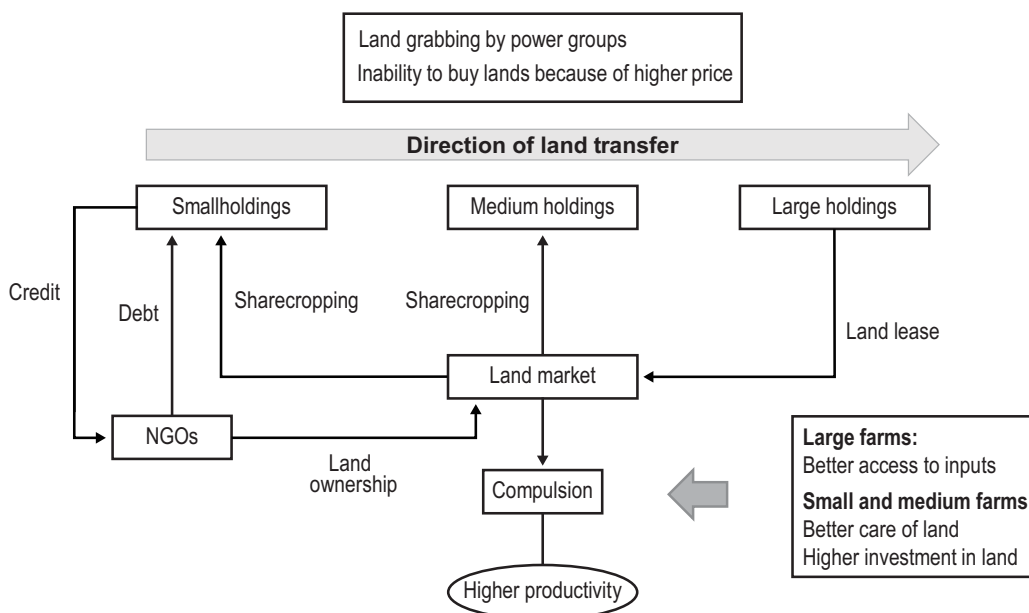 Land grabbing by power groups
Inability to buy lands because of higher price
Direction of land transfer
Smallholdings
Medium holdings
Large holdings
Credit
Debt
Sharecropping
Sharecropping
Land lease
Land market
NGOs
Land
ownership
Compulsion
Large farms:
Better access to inputs
Small and medium farms:
Better care of land
Higher investment in land
Higher productivity